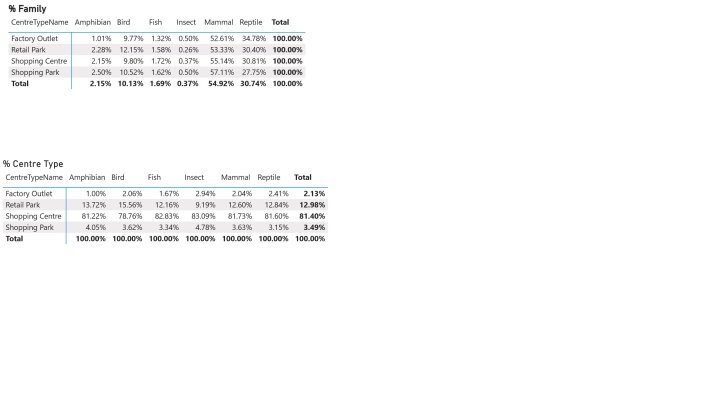 % Family
CentreTypeName Amphibian Bird Fish Insect Mammal Reptile Total
Factory Outlet 1.01% 9.77% 1.32% 0.50% 52.61% 34.78% 100.00%
Retail Park 2.28% 12.15% 1.58% 0.26% 53.33% 30.40% 100.00%
Shopping Centre 2.15% 9.80% 1.72% 0.37% 55.14% 30.81% 100.00%
Shopping Park 2.50% 10.52% 1.62% 0.50% 57.11% 27.75% 100.00%
Total 2.15% 10.13% 1.69% 0.37% 54.92% 30.74% 100.00%
% Centre Type
CentreTypeName Amphibian Bird Fish Insect Mammal Reptile Total
Factory Outlet 1.00% 2.06% 1.67% 2.94% 2.04% 2.41% 2.13%
Retail Park 13.72% 15.56% 12.16% 9.19% 12.60% 12.84% 12.98%
Shopping Centre 81.22% 78.76% 82.83% 83.09% 81.73% 81.60% 81.40%
Shopping Park 4.05% 3.62% 3.34% 4.78% 3.63% 3.15% 3.49%
Total 100.00% 100.00% 100.00% 100.00% 100.00% 100.00% 100.00%